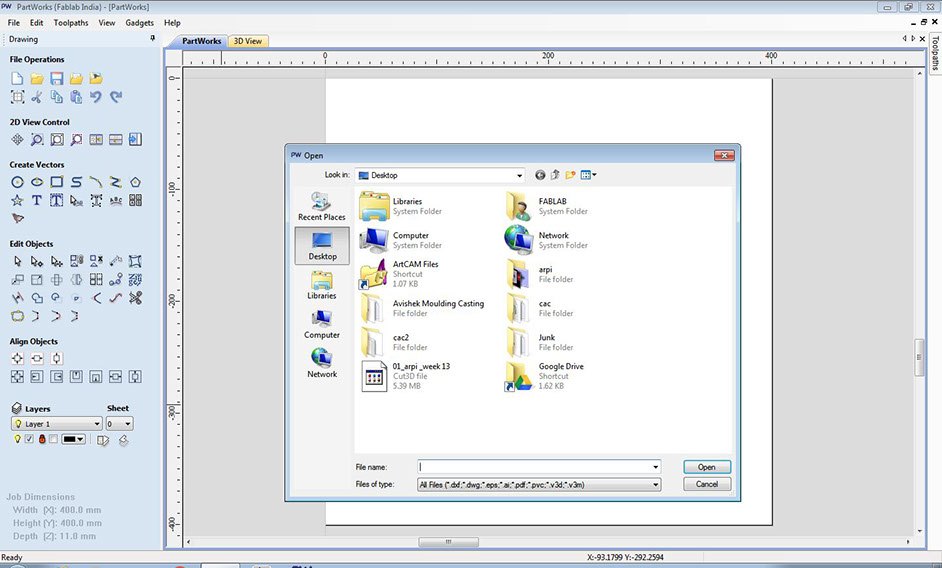 PW PartWorks (Fablab India) - [PartWorks]
File Edit Toolpaths View Gadgets Help
Drawing
File Operations
2D View Control
Create Vectors
Edit Objects
Align Objects
Layers Sheet
Layer 1 0
Job Dimensions
Width (X): 400.0 mm
Height (Y): 400.0 mm
Depth (Z): 11.0 mm
PartWorks 3D View
Toolpaths
0 200 400
0
-100
-200
-300
-400
PW Open
Look in: Desktop
Recent Places
Desktop
Libraries
Computer
Network
Libraries
System Folder
FABLAB
System Folder
Computer
System Folder
Network
System Folder
ArtCAM Files
Shortcut
1.07 KB
arpi
File folder
Avishek Moulding Casting
File folder
cac
File folder
cac2
File folder
Junk
File folder
01_arpi _week 13
Cut3D file
5.39 MB
Google Drive
Shortcut
1.62 KB
File name: Open
Files of type: All Files (*.dxf;*.dwg;*.eps;*.ai;*.pdf;*.pvc;*.v3d;*.v3m) Cancel
Ready X:-93.1799 Y:-292.2594